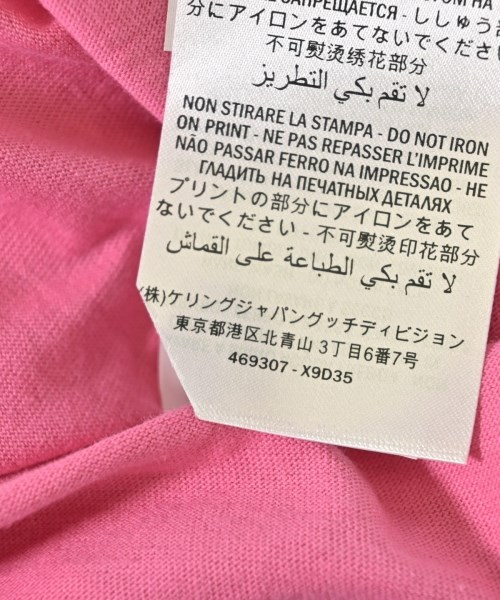 ЗАПРЕЩАЕТСЯ - ししゅう
分にアイロンをあてないでください
不可熨烫绣花部分
لا تقم بكي التطريز
NON STIRARE LA STAMPA - DO NOT IRON
ON PRINT - NE PAS REPASSER L'IMPRIME
NÃO PASSAR FERRO NA IMPRESSAO - НЕ
ГЛАДИТЬ НА ПЕЧАТНЫХ ДЕТАЛЯХ
プリントの部分にアイロンをあて
ないでください - 不可熨烫印花部分
لا تقم بكي الطباعة على القماش
(株)ケリングジャパングッチディビジョン
東京都港区北青山 3丁目6番7号
469307 - X9D35